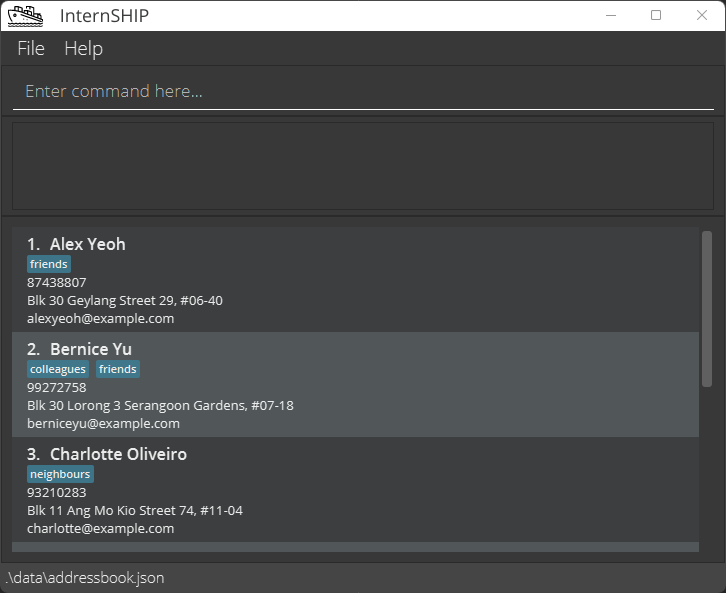 InternSHIP
File Help
Enter command here...
1. Alex Yeoh
friends
87438807
Blk 30 Geylang Street 29, #06-40
alexyeoh@example.com
2. Bernice Yu
colleagues friends
99272758
Blk 30 Lorong 3 Serangoon Gardens, #07-18
berniceyu@example.com
3. Charlotte Oliveiro
neighbours
93210283
Blk 11 Ang Mo Kio Street 74, #11-04
charlotte@example.com
.\data\addressbook.json